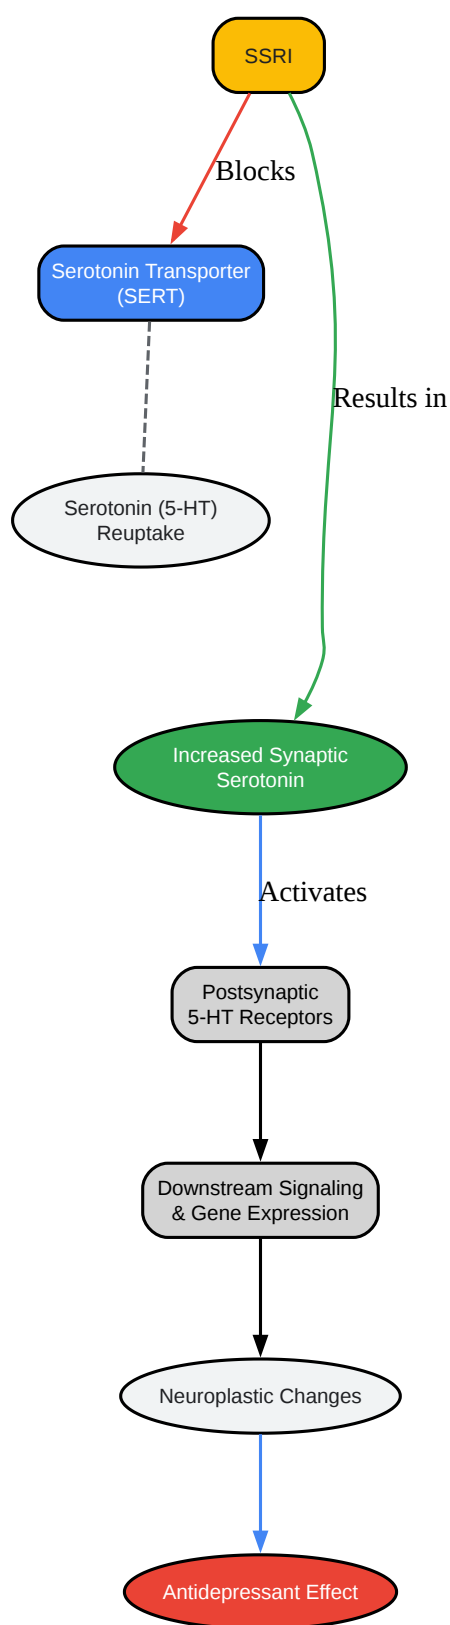 SSRI
Blocks
Serotonin Transporter
(SERT)
Results in
Serotonin (5-HT)
Reuptake
Increased Synaptic
Serotonin
Activates
Postsynaptic
5-HT Receptors
Downstream Signaling
& Gene Expression
Neuroplastic Changes
Antidepressant Effect